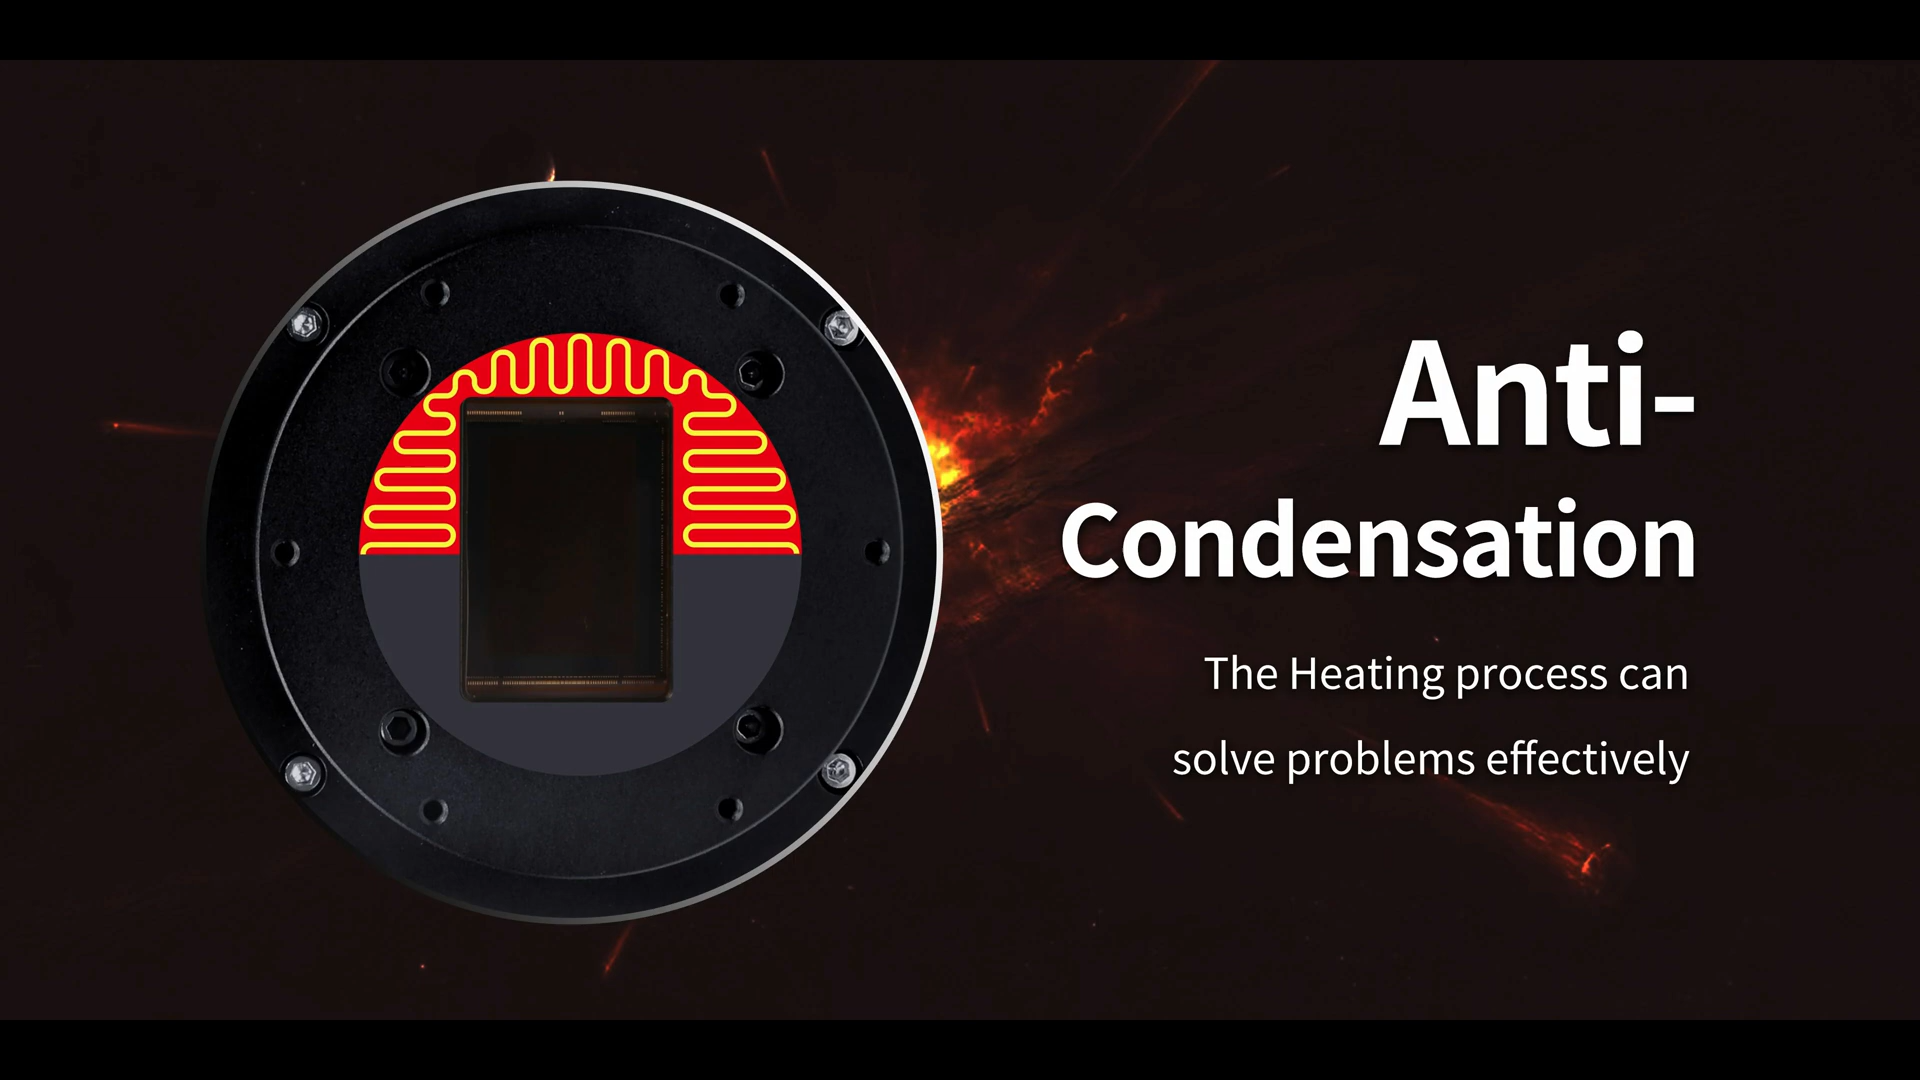 Anti-
Condensation
The Heating process can
solve problems effectively